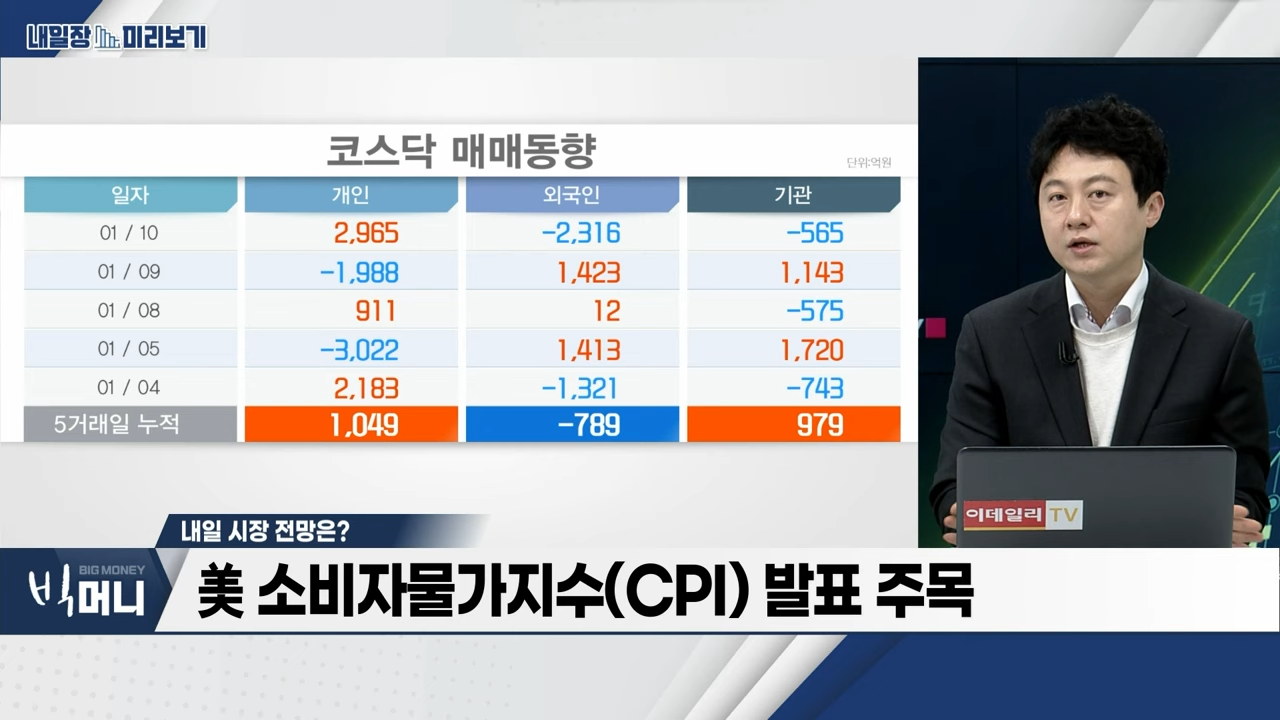 내일장 미리보기
코스닥 매매동향
단위:억원
일자 개인 외국인 기관
01 / 10 2,965 -2,316 -565
01 / 09 -1,988 1,423 1,143
01 / 08 911 12 -575
01 / 05 -3,022 1,413 1,720
01 / 04 2,183 -1,321 -743
5거래일 누적 1,049 -789 979
이데일리 TV
내일 시장 전망은?
BIG MONEY
빅머니
美 소비자물가지수(CPI) 발표 주목